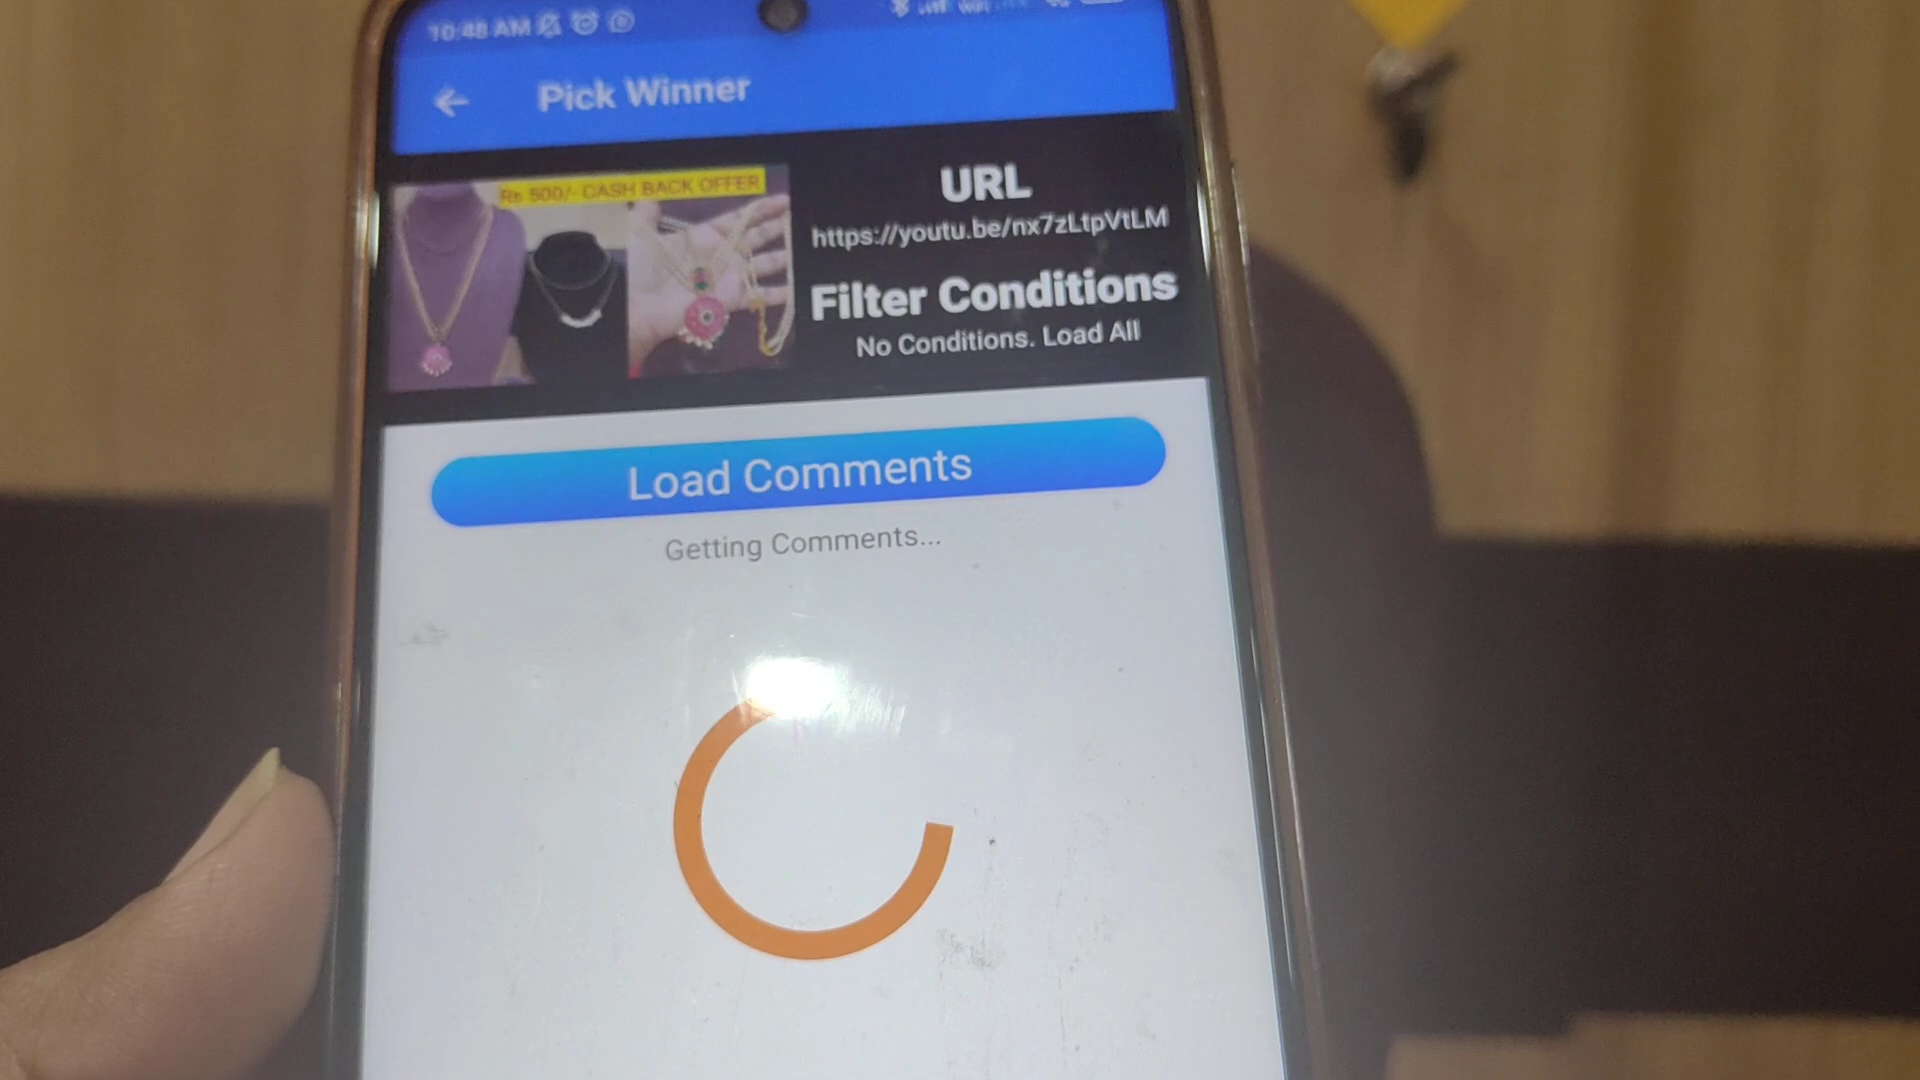 10:48 AM
Pick Winner
Rs 500/- CASH BACK OFFER
URL
https://youtu.be/nx7zLtpVtLM
Filter Conditions
No Conditions. Load All
Load Comments
Getting Comments...